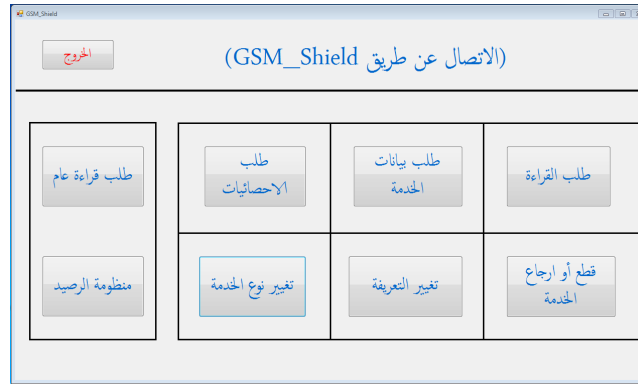 GSM_Shield
(الاتصال عن طريق GSM_Shield)
الخروج
طلب القراءة
طلب بيانات
الخدمة
طلب
الاحصائيات
طلب قراءة عام
قطع أو ارجاع
الخدمة
تغيير التعريفة
تغيير نوع الخدمة
منظومة الرصيد